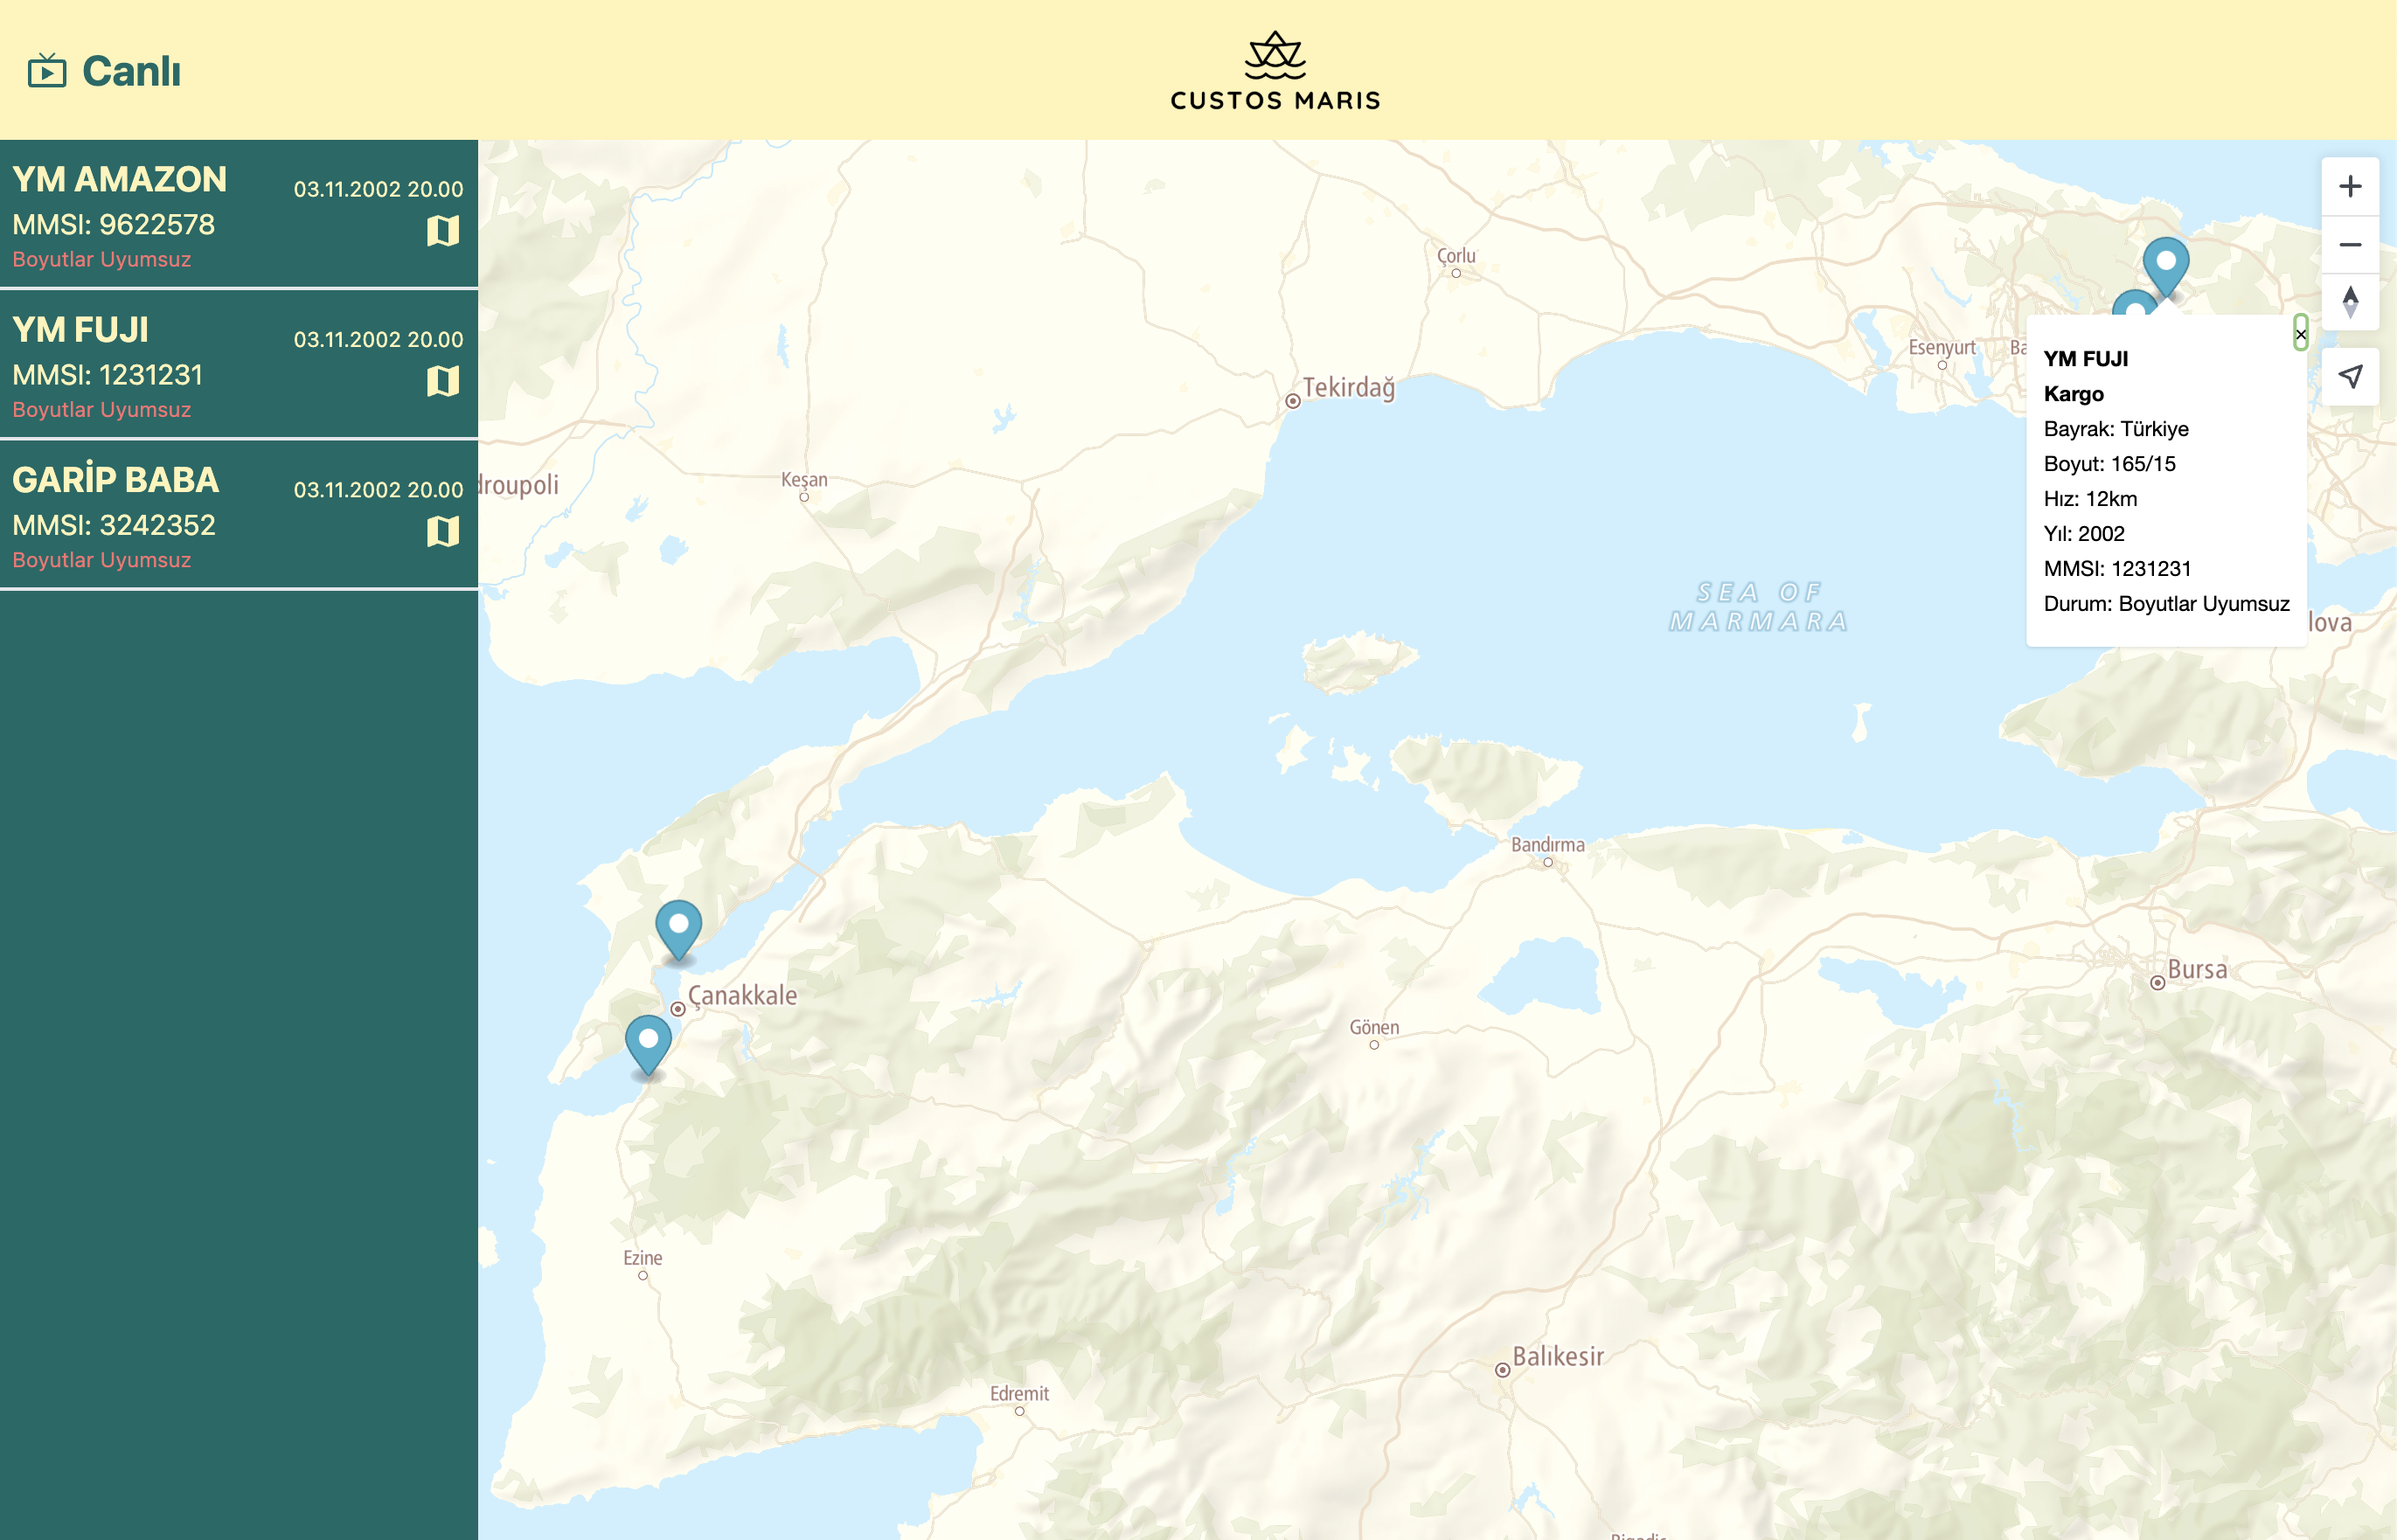 Canlı
CUSTOS MARIS
YM AMAZON
03.11.2002 20.00
MMSI: 9622578
Boyutlar Uyumsuz
YM FUJI
03.11.2002 20.00
MMSI: 1231231
Boyutlar Uyumsuz
GARİP BABA
03.11.2002 20.00
MMSI: 3242352
Boyutlar Uyumsuz
Çorlu
Esenyurt
Ba
Tekirdağ
Keşan
droupoli
SEA OF
MARMARA
YM FUJI
Kargo
Bayrak: Türkiye
Boyut: 165/15
Hız: 12km
Yıl: 2002
MMSI: 1231231
Durum: Boyutlar Uyumsuz
lova
Bandırma
Çanakkale
Bursa
Gönen
Ezine
Edremit
Balıkesir